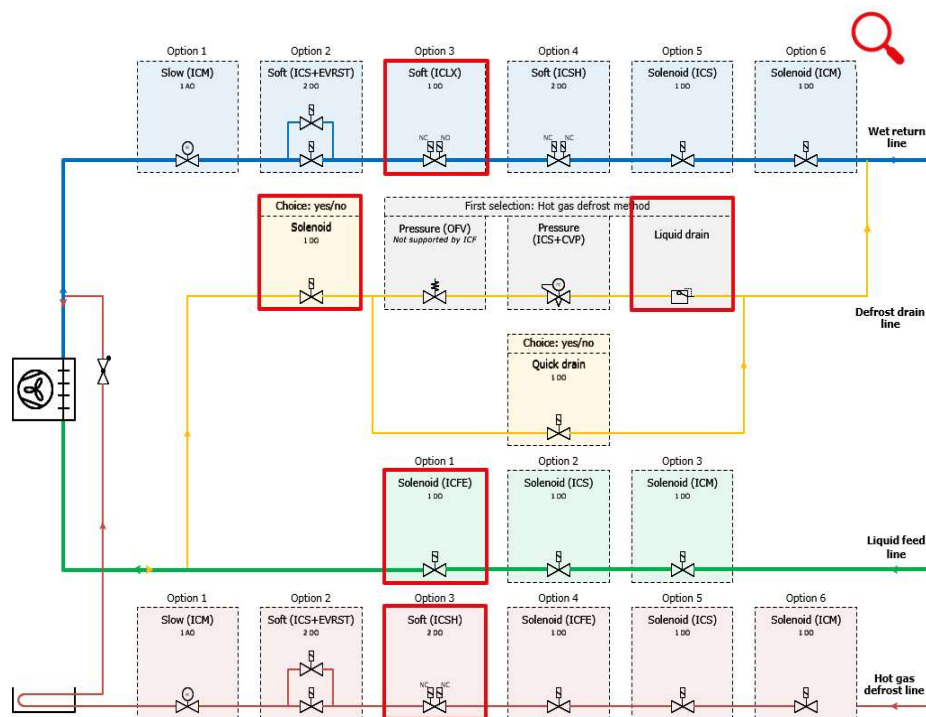 Option 1 Option 2 Option 3 Option 4 Option 5 Option 6
Slow (ICM) Soft (ICS+EVRST) Soft (ICLX) Soft (ICSH) Solenoid (ICS) Solenoid (ICM)
1 AO 2 DO 1 DO 2 DO 1 DO 1 DO
NC NO NC NC
M
Wet return
line
Choice: yes/no First selection: Hot gas defrost method
Solenoid Pressure (OFV) Pressure Liquid drain
1 DO Not supported by ICF (ICS+CVP)
Defrost drain
line
Choice: yes/no
Quick drain
1 DO
Option 1 Option 2 Option 3
Solenoid (ICFE) Solenoid (ICS) Solenoid (ICM)
1 DO 1 DO 1 DO
Liquid feed
line
Option 1 Option 2 Option 3 Option 4 Option 5 Option 6
Slow (ICM) Soft (ICS+EVRST) Soft (ICSH) Solenoid (ICFE) Solenoid (ICS) Solenoid (ICM)
1 AO 2 DO 2 DO 1 DO 1 DO 1 DO
NC NC
M
Hot gas
defrost line